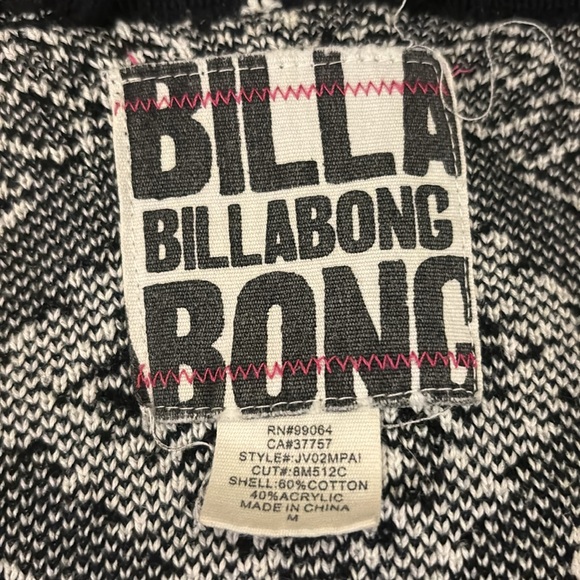 BILLA
BILLABONG
BONG
RN#99064
CA#37757
STYLE#:JV02MPAI
CUT#:8M512C
SHELL:60%COTTON
40%ACRYLIC
MADE IN CHINA
M